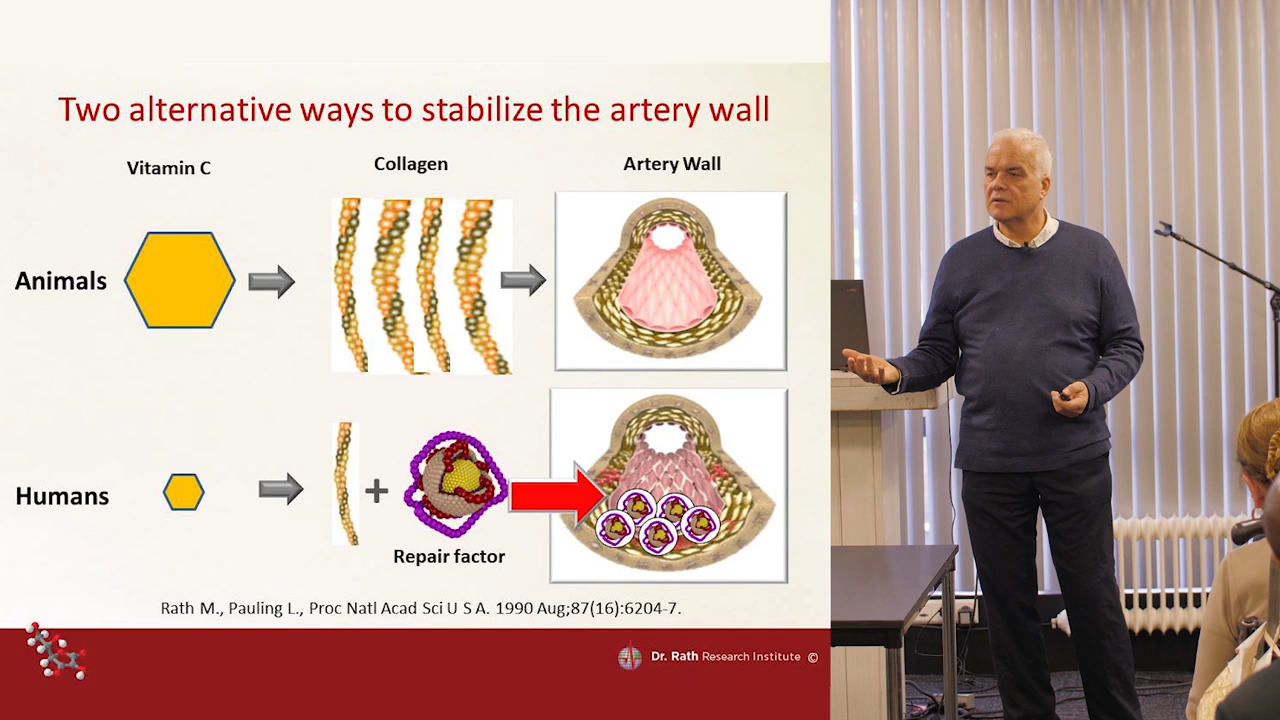 Two alternative ways to stabilize the artery wall
Vitamin C
Collagen
Artery Wall
Animals
Humans
+
Repair factor
Rath M., Pauling L., Proc Natl Acad Sci U S A. 1990 Aug;87(16):6204-7.
Dr. Rath Research Institute ©